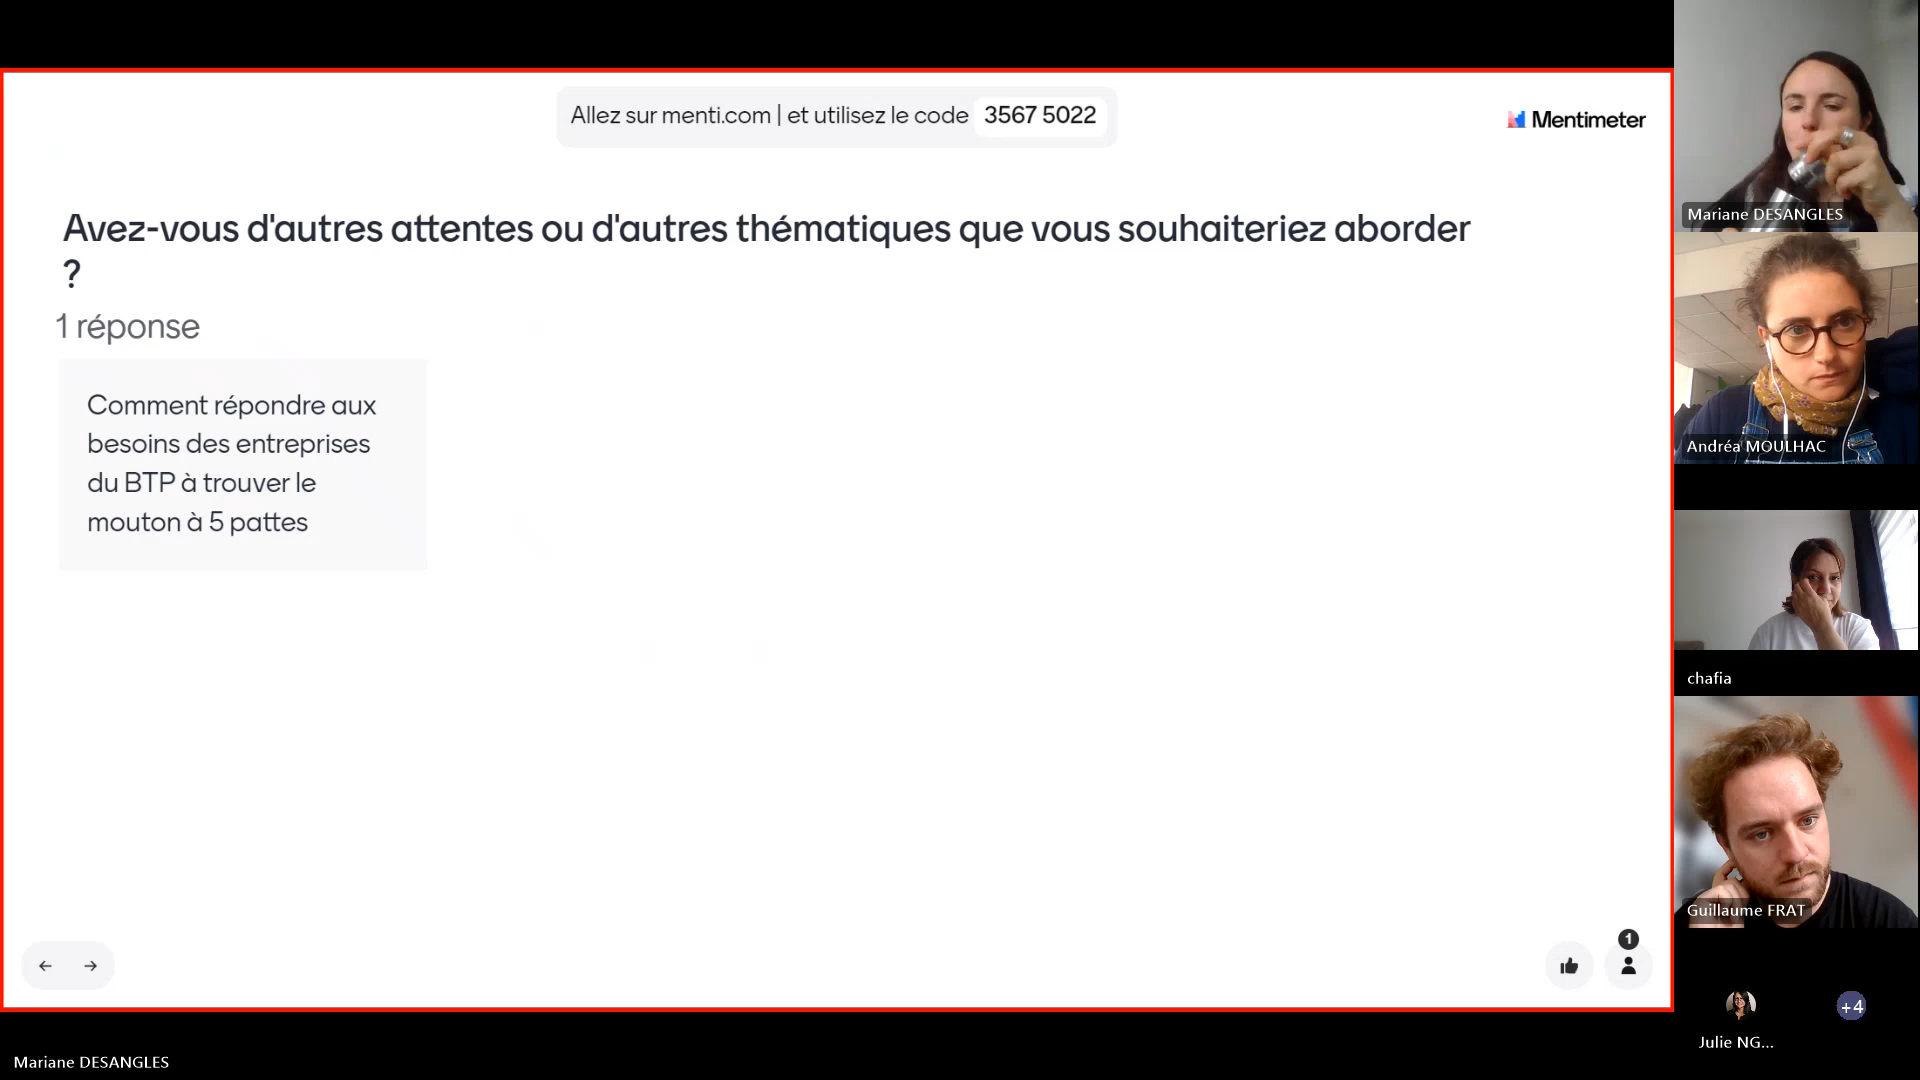 Allez sur menti.com | et utilisez le code 3567 5022
Mentimeter
Avez-vous d'autres attentes ou d'autres thématiques que vous souhaiteriez aborder
?
1 réponse
Comment répondre aux
besoins des entreprises
du BTP à trouver le
mouton à 5 pattes
1
Mariane DESANGLES
Mariane DESANGLES
Andréa MOULHAC
chafia
Guillaume FRAT
Julie NG...
+4